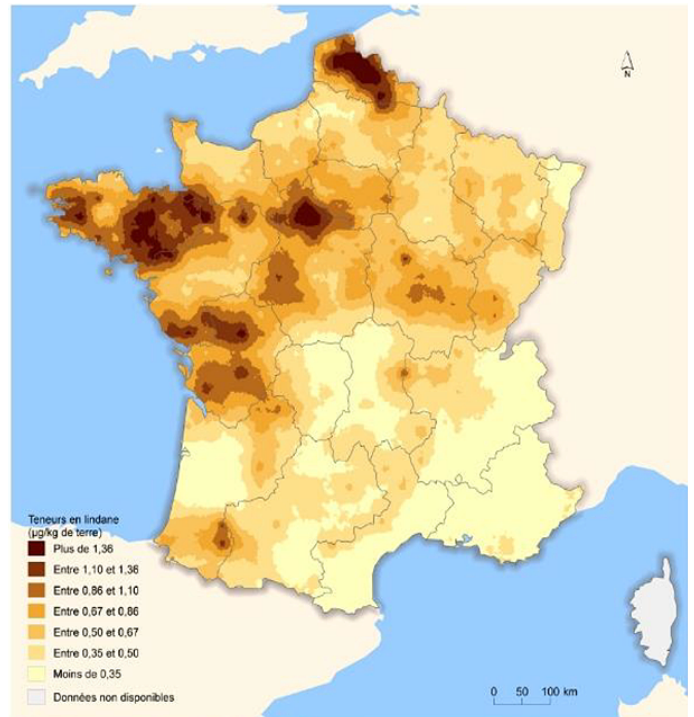 N
Teneurs en lindane
(µg/kg de terre)
Plus de 1,36
Entre 1,10 et 1,36
Entre 0,86 et 1,10
Entre 0,67 et 0,86
Entre 0,50 et 0,67
Entre 0,35 et 0,50
Moins de 0,35
Données non disponibles
0 50 100 km